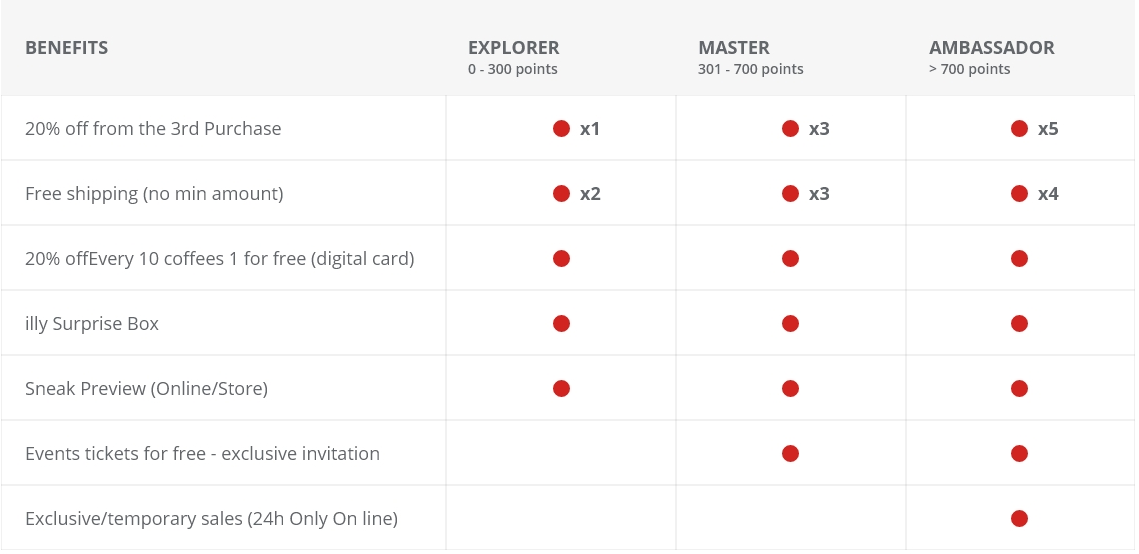 BENEFITS EXPLORER MASTER AMBASSADOR
0 - 300 points 301 - 700 points > 700 points
20% off from the 3rd Purchase x1 x3 x5
Free shipping (no min amount) x2 x3 x4
20% offEvery 10 coffees 1 for free (digital card)
illy Surprise Box
Sneak Preview (Online/Store)
Events tickets for free - exclusive invitation
Exclusive/temporary sales (24h Only On line)